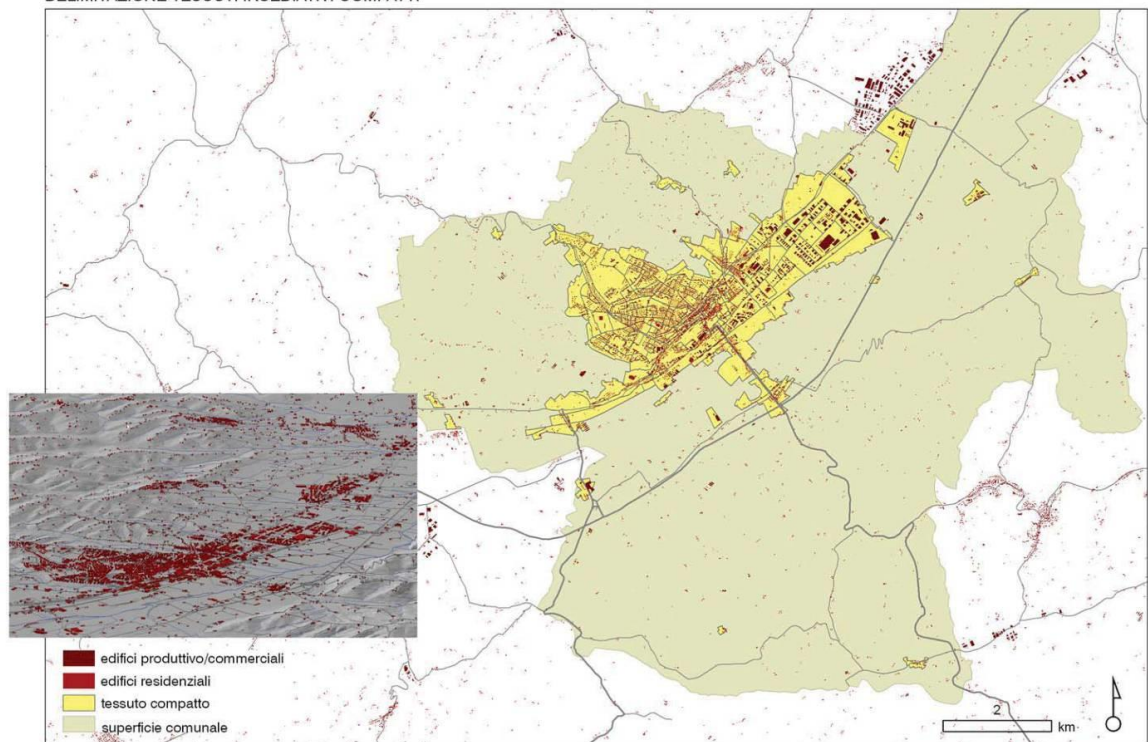 edifici produttivo/commerciali
edifici residenziali
tessuto compatto
superficie comunale
2
km